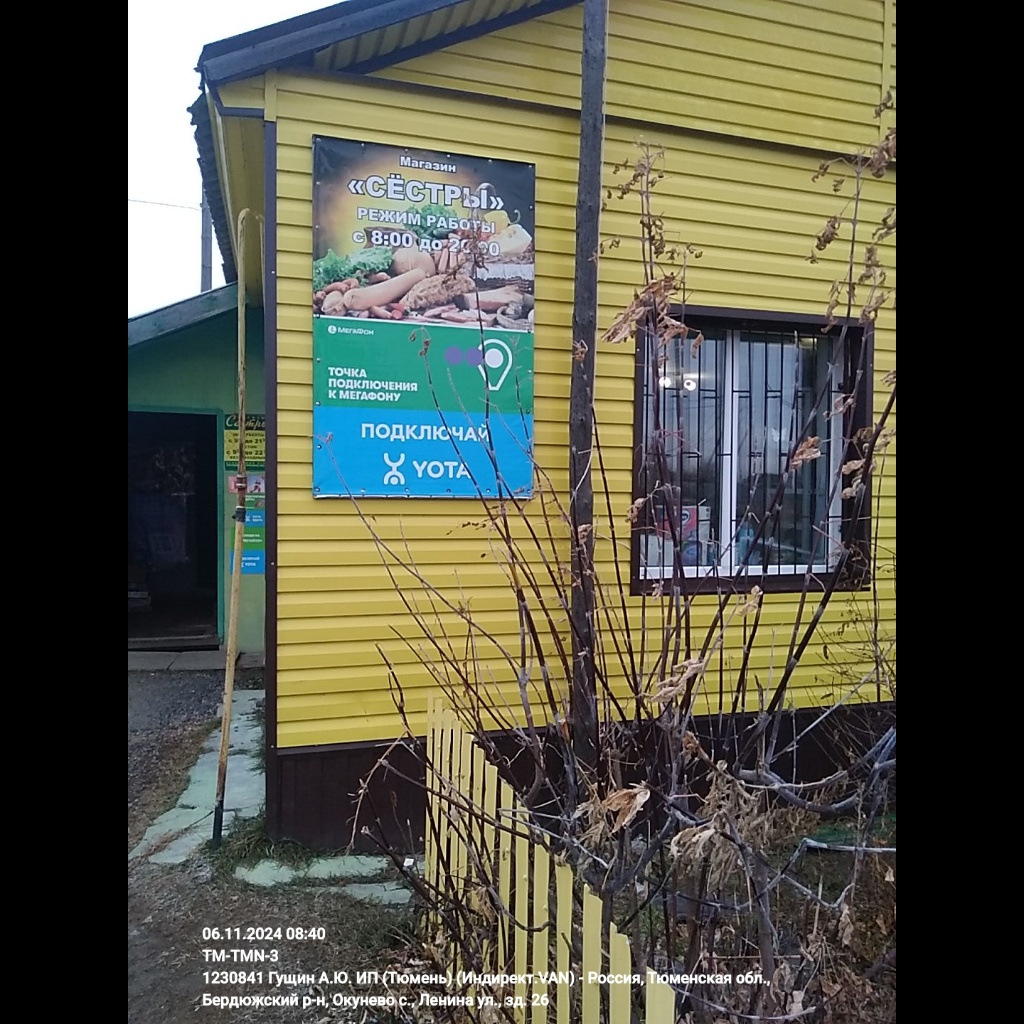 Магазин
«СЁСТРЫ»
РЕЖИМ РАБОТЫ
с 8:00 до 20:00
МЕГАФОН
ТОЧКА
ПОДКЛЮЧЕНИЯ
К МЕГАФОНУ
ПОДКЛЮЧАЙ
YOTA
YOTA
06.11.2024 08:40
TM-TMN-3
1230841 Гущин А.Ю. ИП (Тюмень) (Индирект.VAN) - Россия, Тюменская обл.,
Бердюжский р-н, Окунево с., Ленина ул., зд. 26